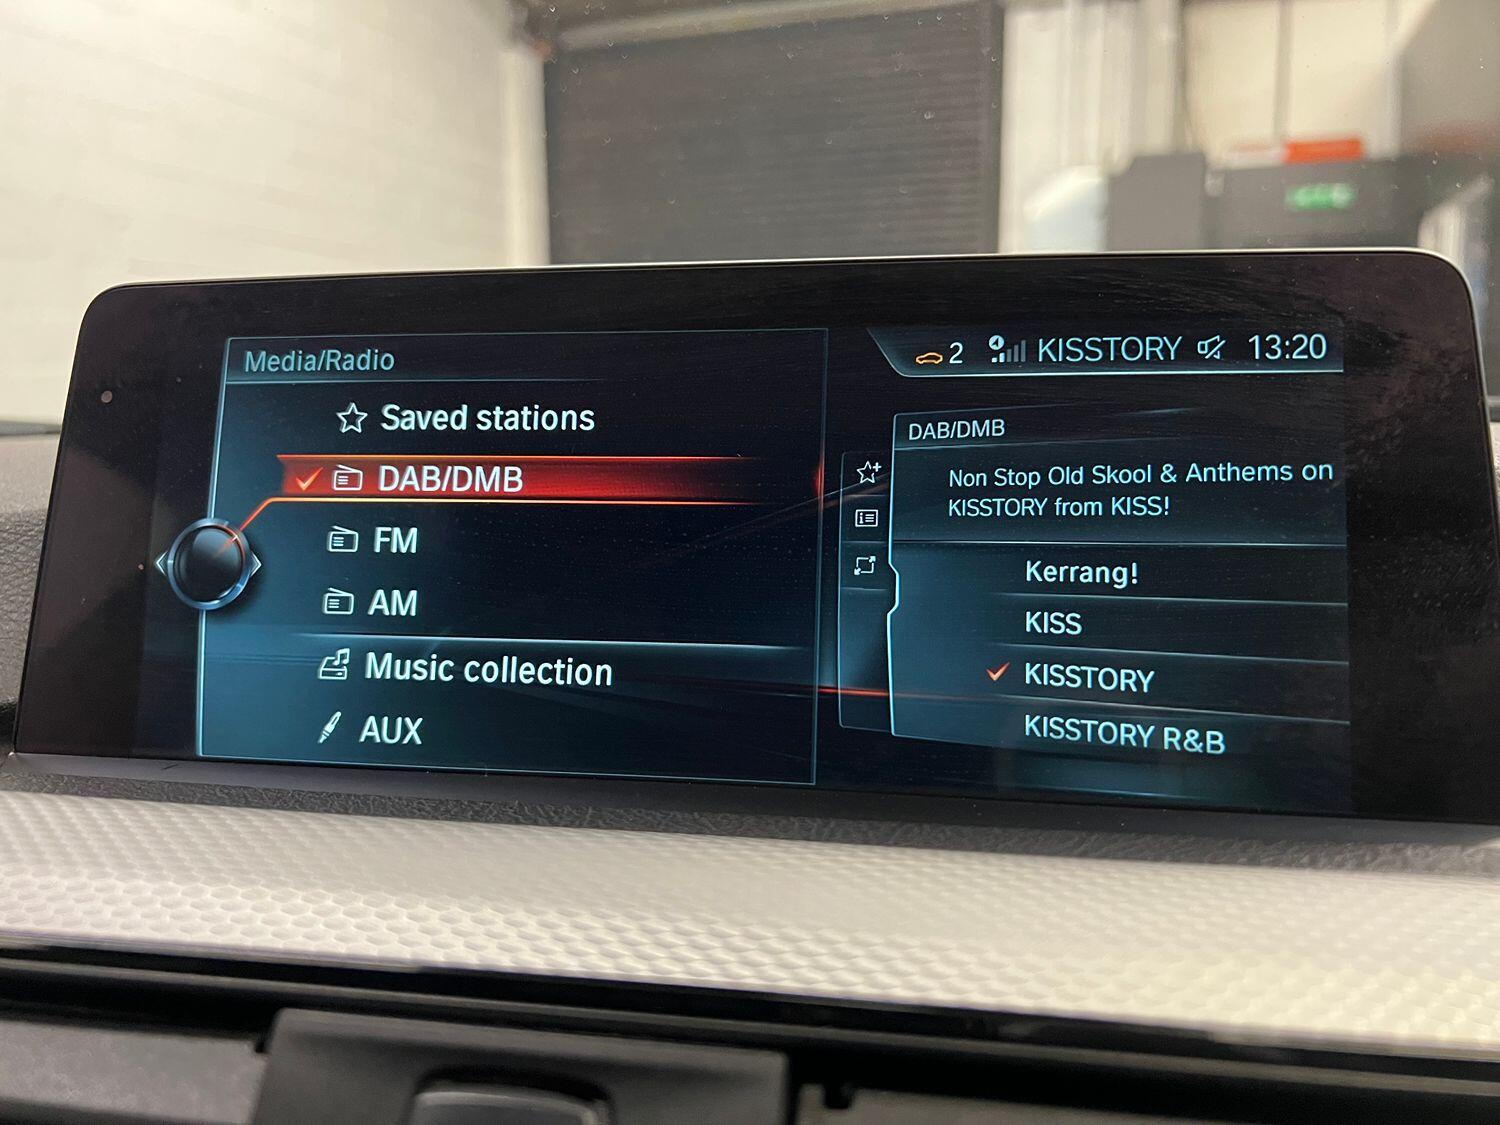 Media/Radio
Saved stations
DAB/DMB
FM
AM
Music collection
AUX
2 KISSTORY 13:20
DAB/DMB
Non Stop Old Skool & Anthems on
KISSTORY from KISS!
Kerrang!
KISS
KISSTORY
KISSTORY R&B